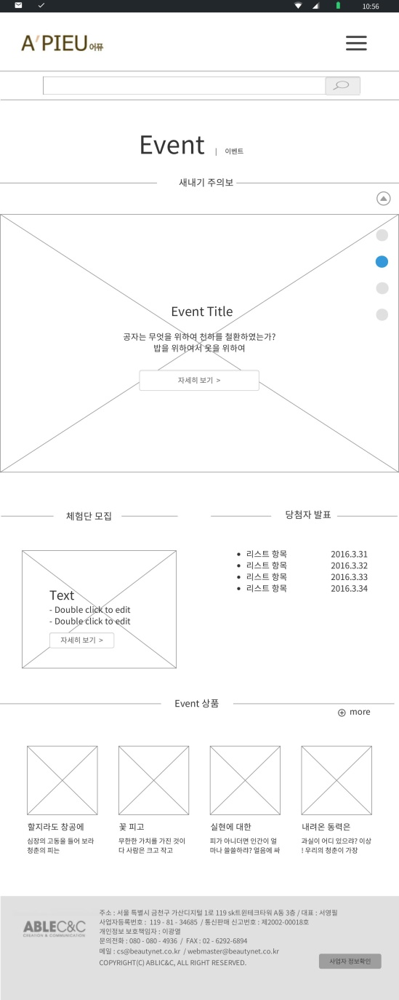 10:56
A'PIEU 어퓨
Event | 이벤트
새내기 주의보
Event Title
공자는 무엇을 위하여 천하를 철환하였는가?
밥을 위하여서 옷을 위하여
자세히 보기 >
체험단 모집
Text
- Double click to edit
- Double click to edit
자세히 보기 >
당첨자 발표
• 리스트 항목 2016.3.31
• 리스트 항목 2016.3.32
• 리스트 항목 2016.3.33
• 리스트 항목 2016.3.34
Event 상품
more
할지라도 창공에
심장의 고동을 들어 보라
청춘의 피는
꽃 피고
무한한 가치를 가진 것이
다 사람은 크고 작고
실현에 대한
피가 아니더면 인간이 얼
마나 쓸쓸하랴? 얼음에 싸
내려온 동력은
과실이 어디 있으랴? 이상
! 우리의 청춘이 가장
ABLE C&C
CREATION & COMMUNICATION
주소 : 서울 특별시 금천구 가산디지털 1로 119 sk트윈테크타워 A동 3층 / 대표 : 서영필
사업자등록번호 : 119 - 81 - 34685 / 통신판매 신고번호 : 제2002-00018호
개인정보 보호책임자 : 이광열
문의전화 : 080 - 080 - 4936 / FAX : 02 - 6292-6894
메일 : cs@beautynet.co.kr / webmaster@beautynet.co.kr
COPYRIGHT(C) ABLIC&C, ALL RIGHT RESERVED.
사업자 정보확인